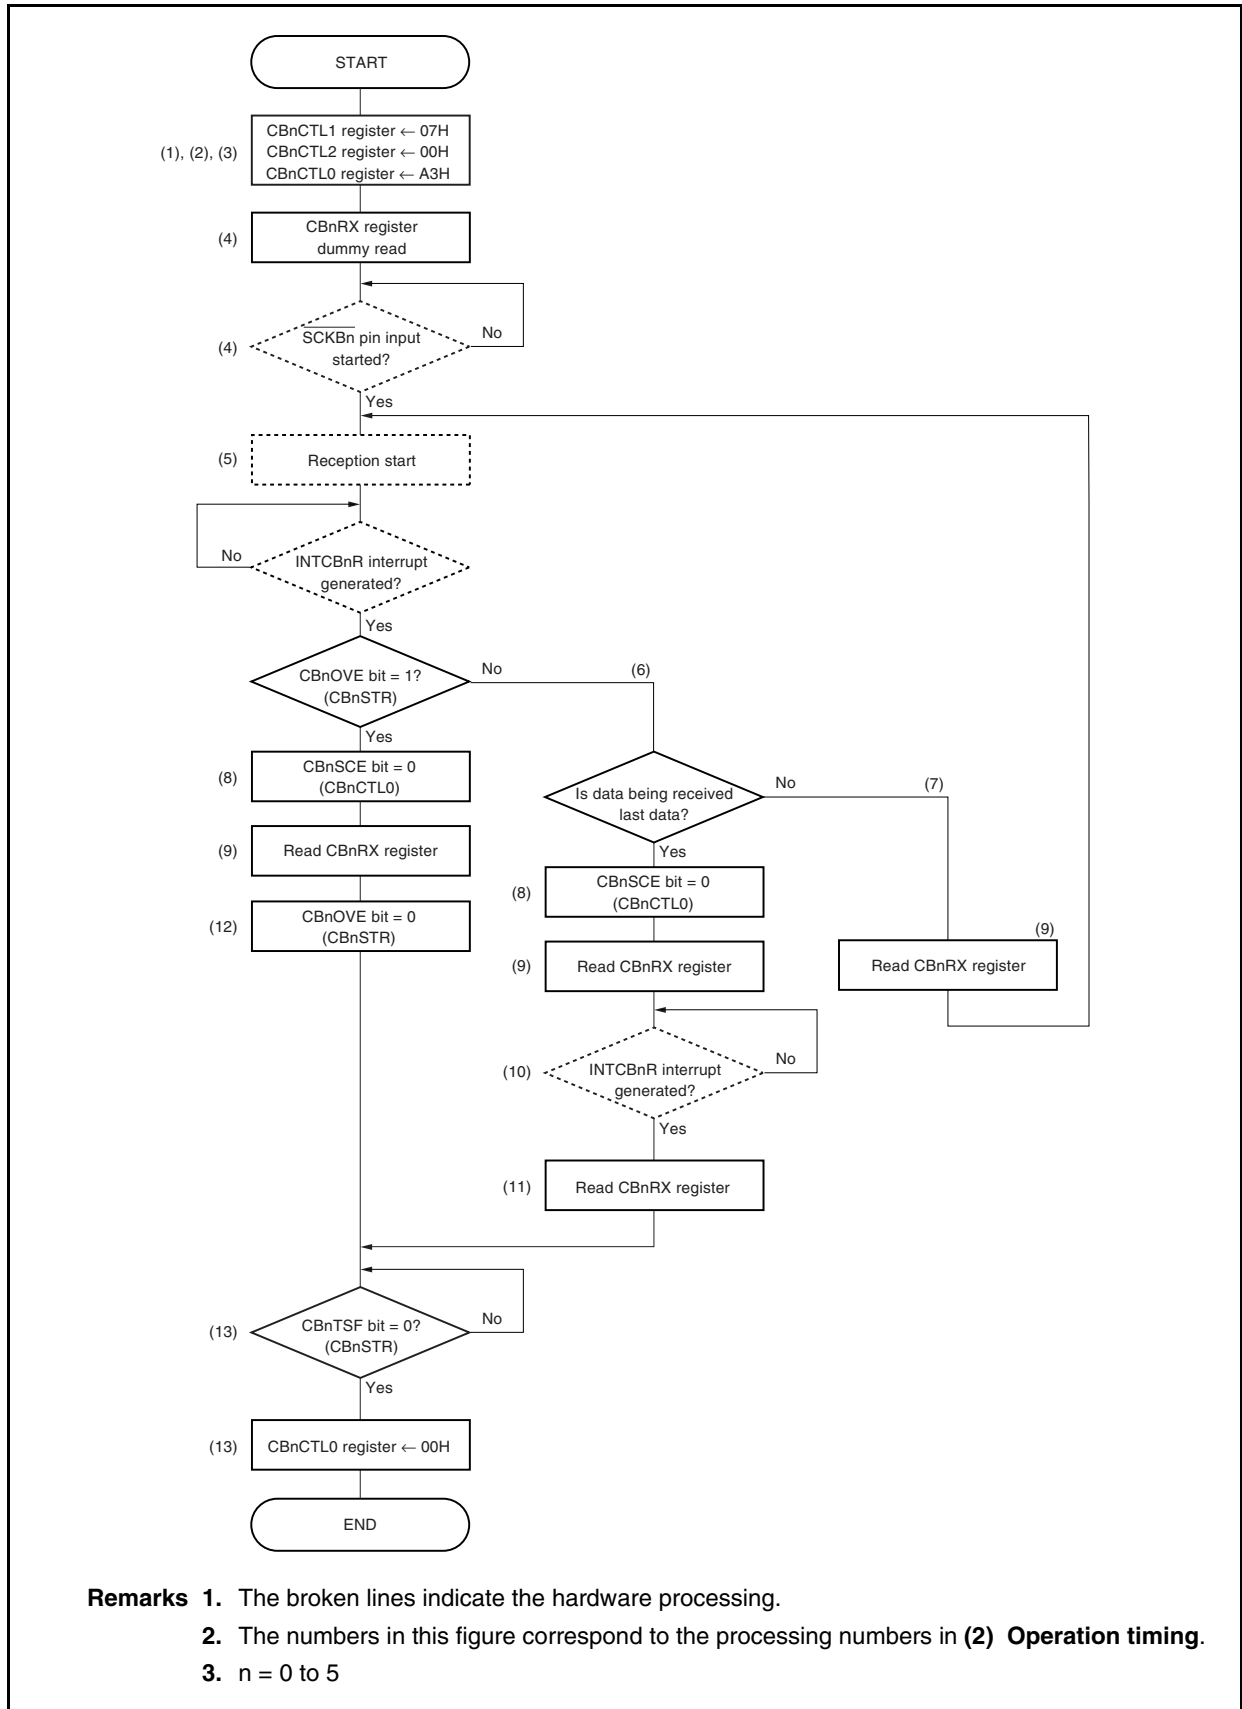 START
(1), (2), (3)
CBnCTL1 register ← 07H
CBnCTL2 register ← 00H
CBnCTL0 register ← A3H
(4)
CBnRX register
dummy read
(4)
SCKBn pin input
started?
No
Yes
(5)
Reception start
No
INTCBnR interrupt
generated?
Yes
CBnOVE bit = 1?
(CBnSTR)
No
(6)
Yes
(8)
CBnSCE bit = 0
(CBnCTL0)
Is data being received
last data?
No
(7)
Yes
(9)
Read CBnRX register
(8)
CBnSCE bit = 0
(CBnCTL0)
(12)
CBnOVE bit = 0
(CBnSTR)
(9)
Read CBnRX register
(9)
Read CBnRX register
(10)
INTCBnR interrupt
generated?
No
Yes
(11)
Read CBnRX register
(13)
CBnTSF bit = 0?
(CBnSTR)
No
Yes
(13)
CBnCTL0 register ← 00H
END
Remarks 1. The broken lines indicate the hardware processing.
2. The numbers in this figure correspond to the processing numbers in (2) Operation timing.
3. n = 0 to 5